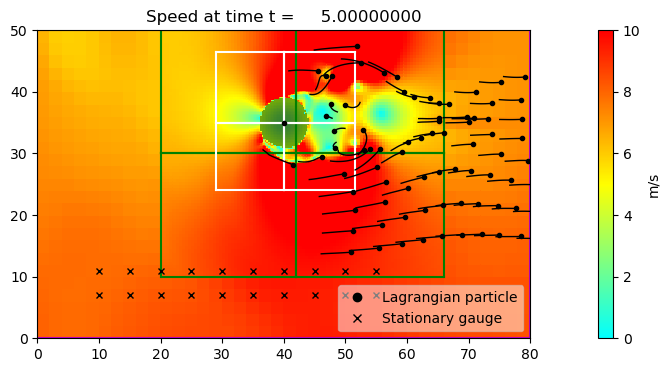 Speed at time t =     5.00000000
50
40
30
20
10
0
0 10 20 30 40 50 60 70 80
Lagrangian particle
Stationary gauge
10
8
6
4
2
0
m/s